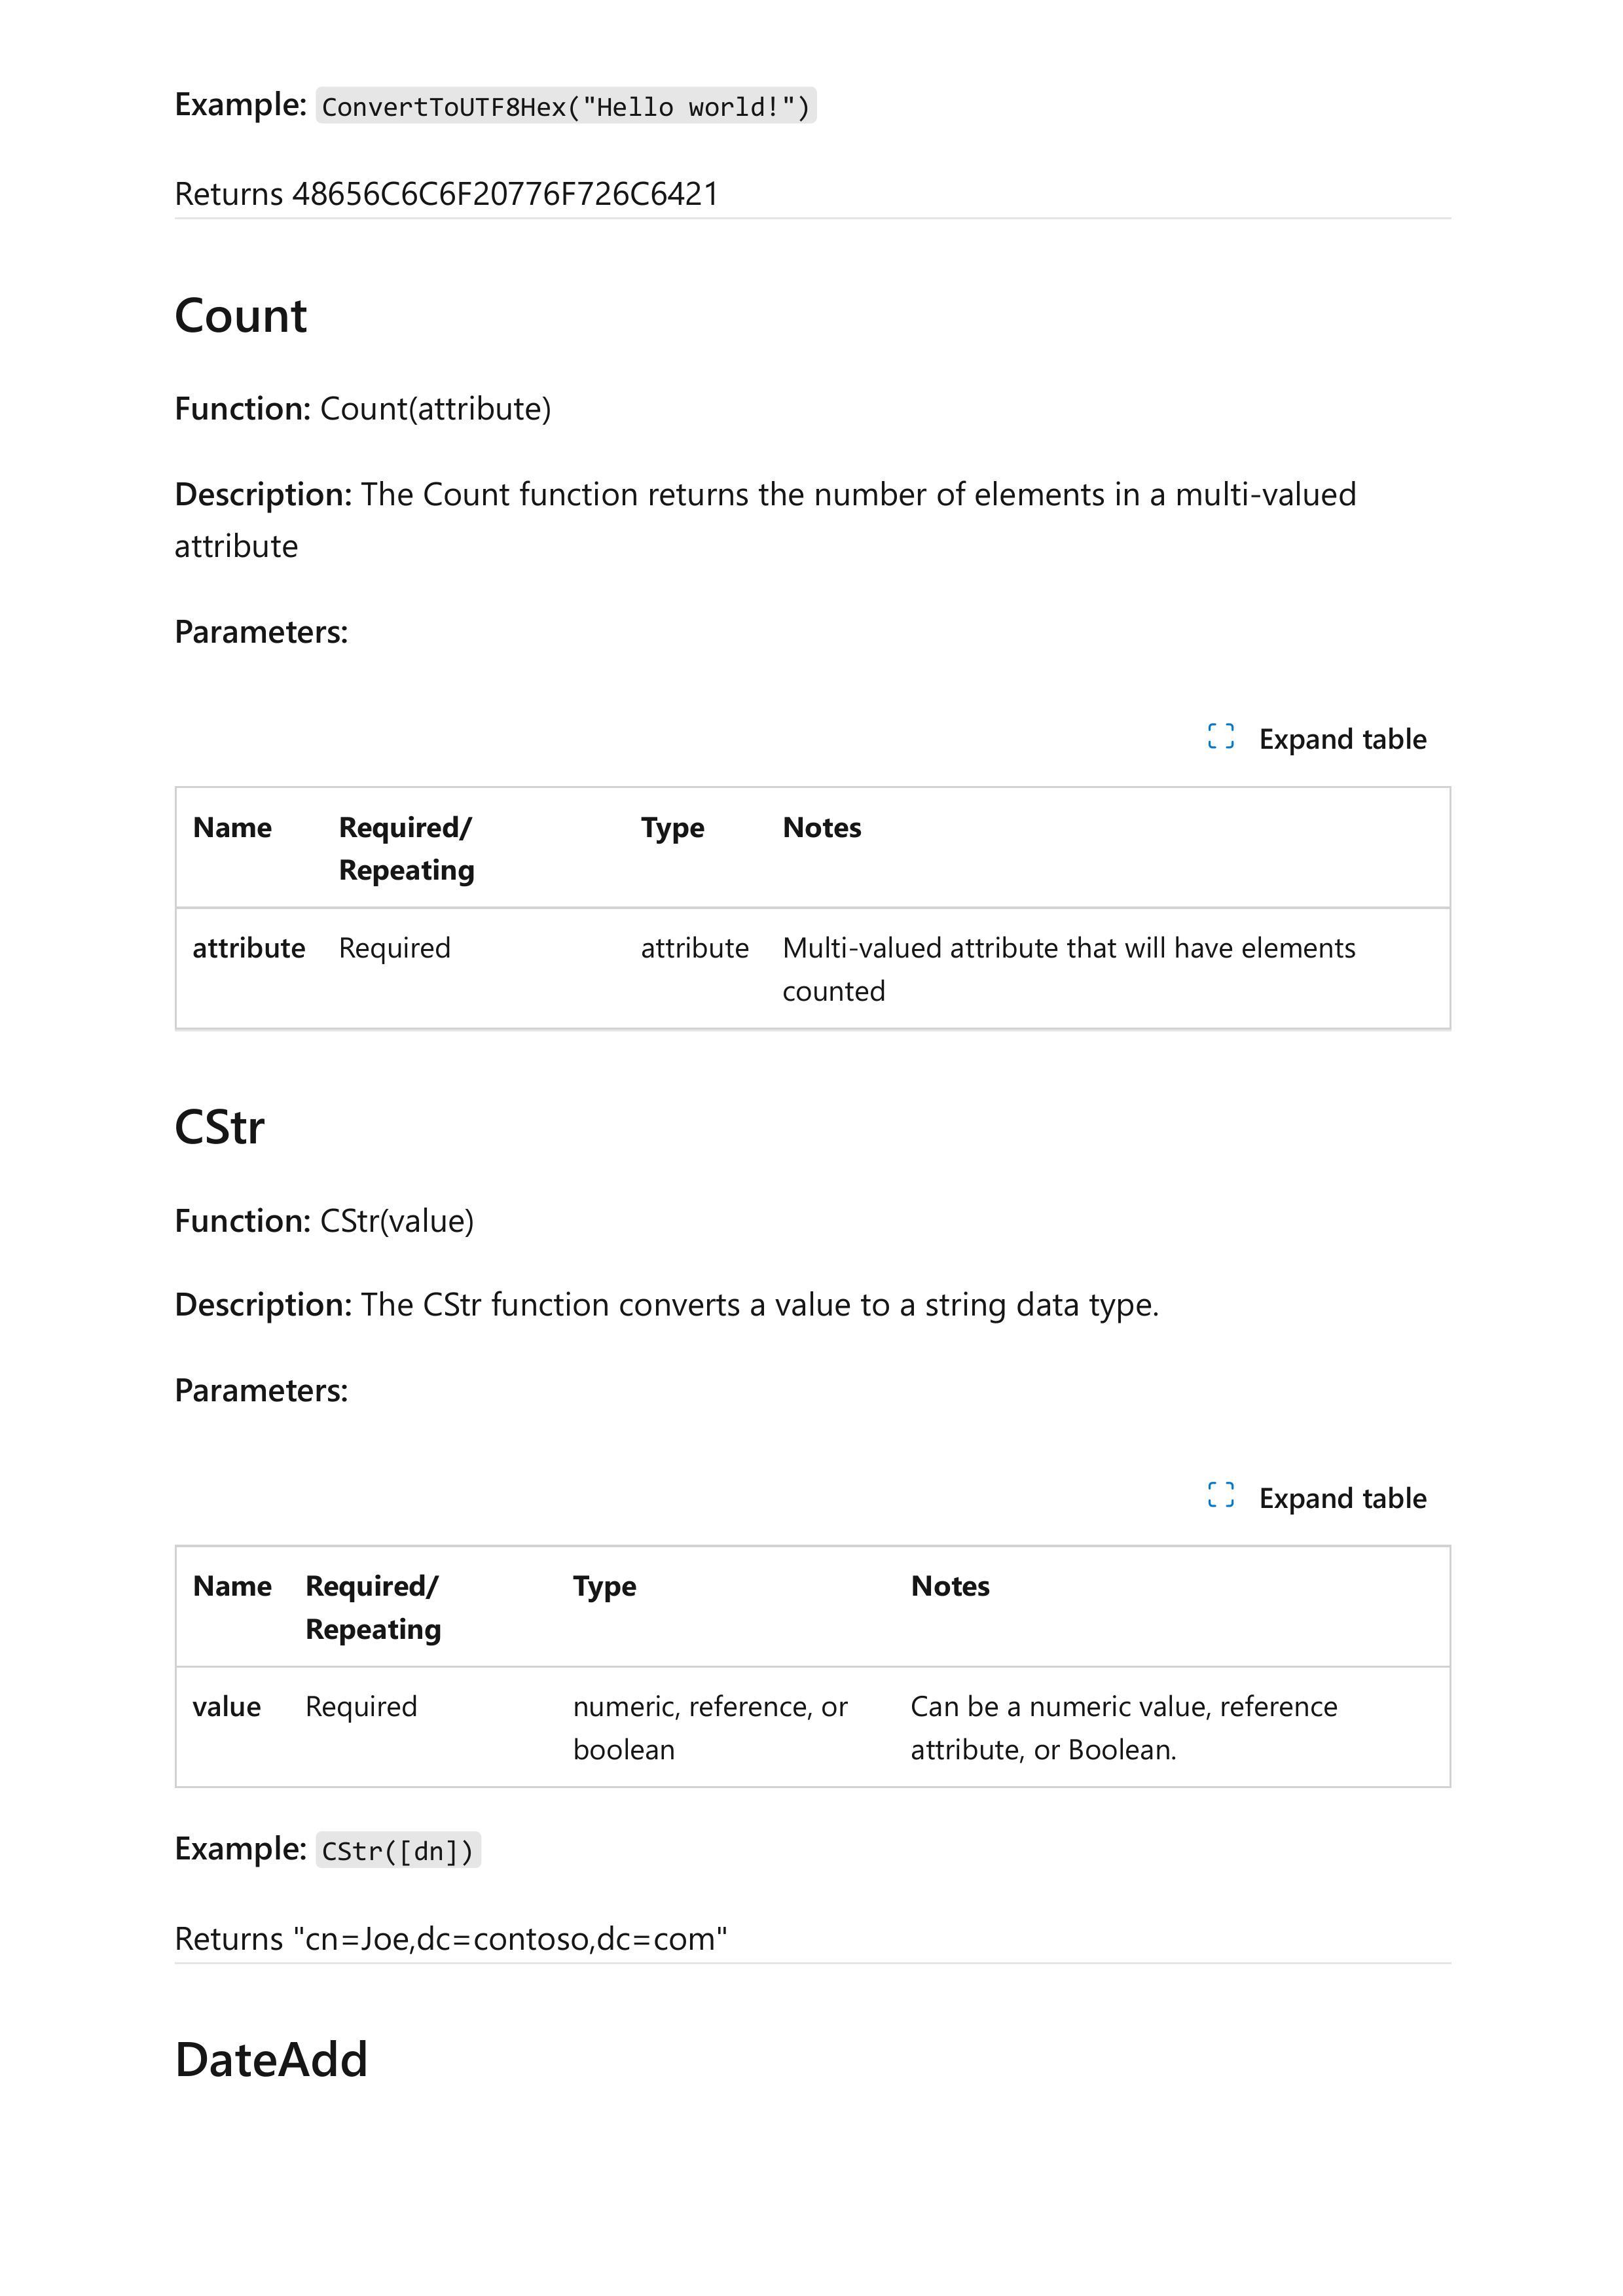 Example: ConvertToUTF8Hex("Hello world!")
Returns 48656C6C6F20776F726C6421
Count
Function: Count(attribute)
Description: The Count function returns the number of elements in a multi-valued
attribute
Parameters:
Expand table
Name Required/ Type Notes
Repeating
attribute Required attribute Multi-valued attribute that will have elements
counted
CStr
Function: CStr(value)
Description: The CStr function converts a value to a string data type.
Parameters:
Expand table
Name Required/ Type Notes
Repeating
value Required numeric, reference, or Can be a numeric value, reference
boolean attribute, or Boolean.
Example: CStr([dn])
Returns "cn=Joe,dc=contoso,dc=com"
DateAdd